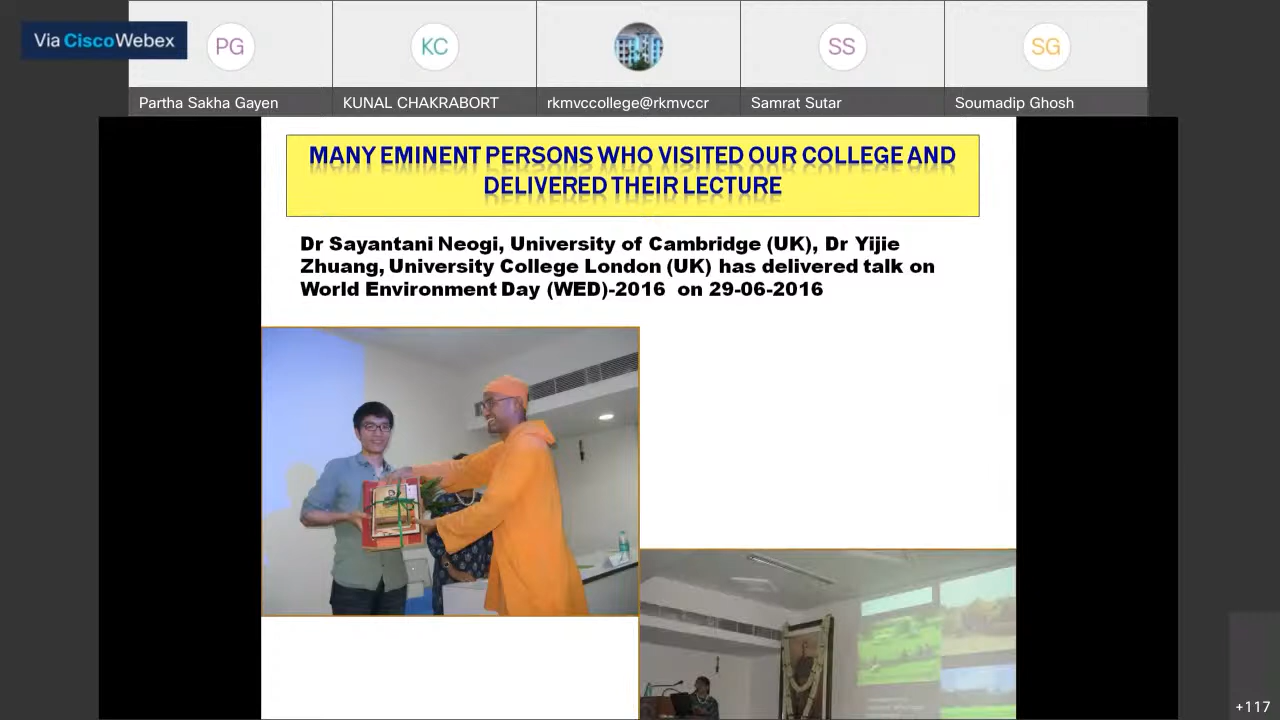 Via Cisco Webex
PG
KC
SS
SG
Partha Sakha Gayen
KUNAL CHAKRABORT
rkmvccollege@rkmvccr
Samrat Sutar
Soumadip Ghosh
MANY EMINENT PERSONS WHO VISITED OUR COLLEGE AND
DELIVERED THEIR LECTURE
Dr Sayantani Neogi, University of Cambridge (UK), Dr Yijie
Zhuang, University College London (UK) has delivered talk on
World Environment Day (WED)-2016 on 29-06-2016
+117